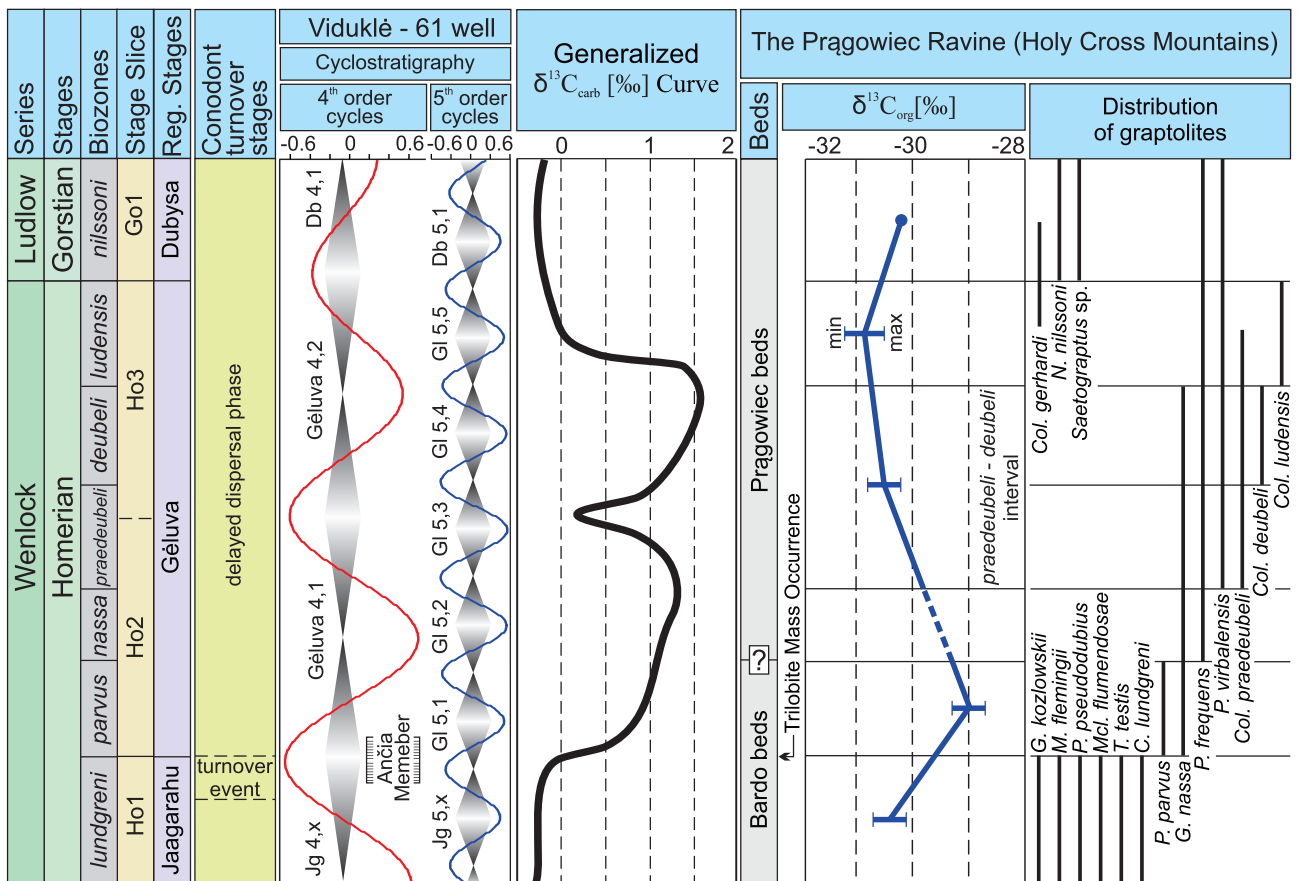 Series
Stages
Biozones
Stage Slice
Reg. Stages
Conodont
turnover
stages
Viduklė - 61 well
Cyclostratigraphy
4th order
cycles
5th order
cycles
-0.6 0 0.6
-0.6 0 0.6
Generalized
δ13Ccarb [‰] Curve
0 1 2
The Prągowiec Ravine (Holy Cross Mountains)
Beds
δ13Corg[‰]
-32 -30 -28
Distribution
of graptolites
Ludlow
Wenlock
Gorstian
Homerian
nilssoni
ludensis
deubeli
praedeubeli
nassa
parvus
lundgreni
Go1
Ho3
Ho2
Ho1
Dubysa
Gėluva
Jaagarahu
delayed dispersal phase
turnover
event
Db 4,1
Gėluva 4,2
Gėluva 4,1
Jg 4,x
Ančia
Memeber
Db 5,1
Gl 5,5
Gl 5,4
Gl 5,3
Gl 5,2
Gl 5,1
Jg 5,x
Prągowiec beds
?
Bardo beds
Trilobite Mass Occurrence
min
max
praedeubeli - deubeli
interval
Col. gerhardi
N. nilssoni
Saetograptus sp.
G. kozlowskii
M. flemingii
P. pseudodubius
Mcl. flumendosae
T. testis
C. lundgreni
P. parvus
G. nassa
P. frequens
P. virbalensis
Col. praedeubeli
Col. deubeli
Col. ludensis